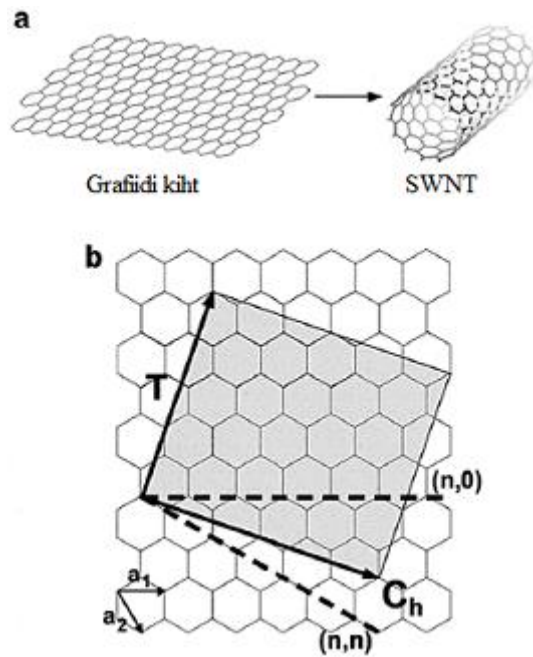 a
Grafiidi kiht
SWNT
b
T
(n,0)
a₁
a₂
Cₕ
(n,n)